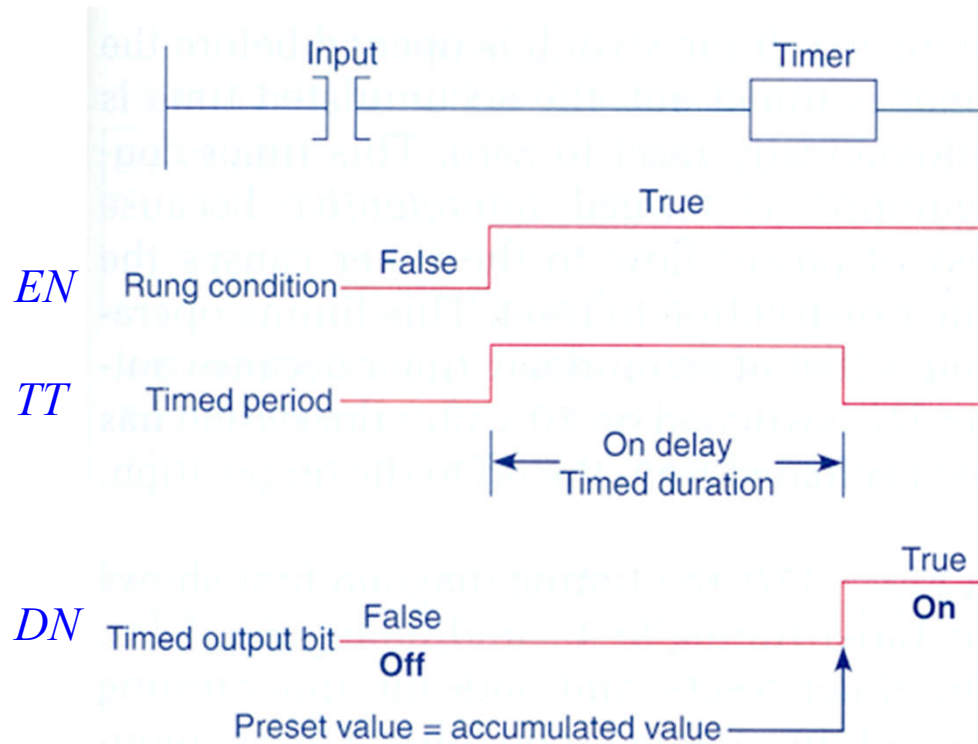 Input
Timer
True
EN
False
Rung condition
TT
Timed period
On delay
Timed duration
True
DN
False
On
Timed output bit
Off
Preset value = accumulated value